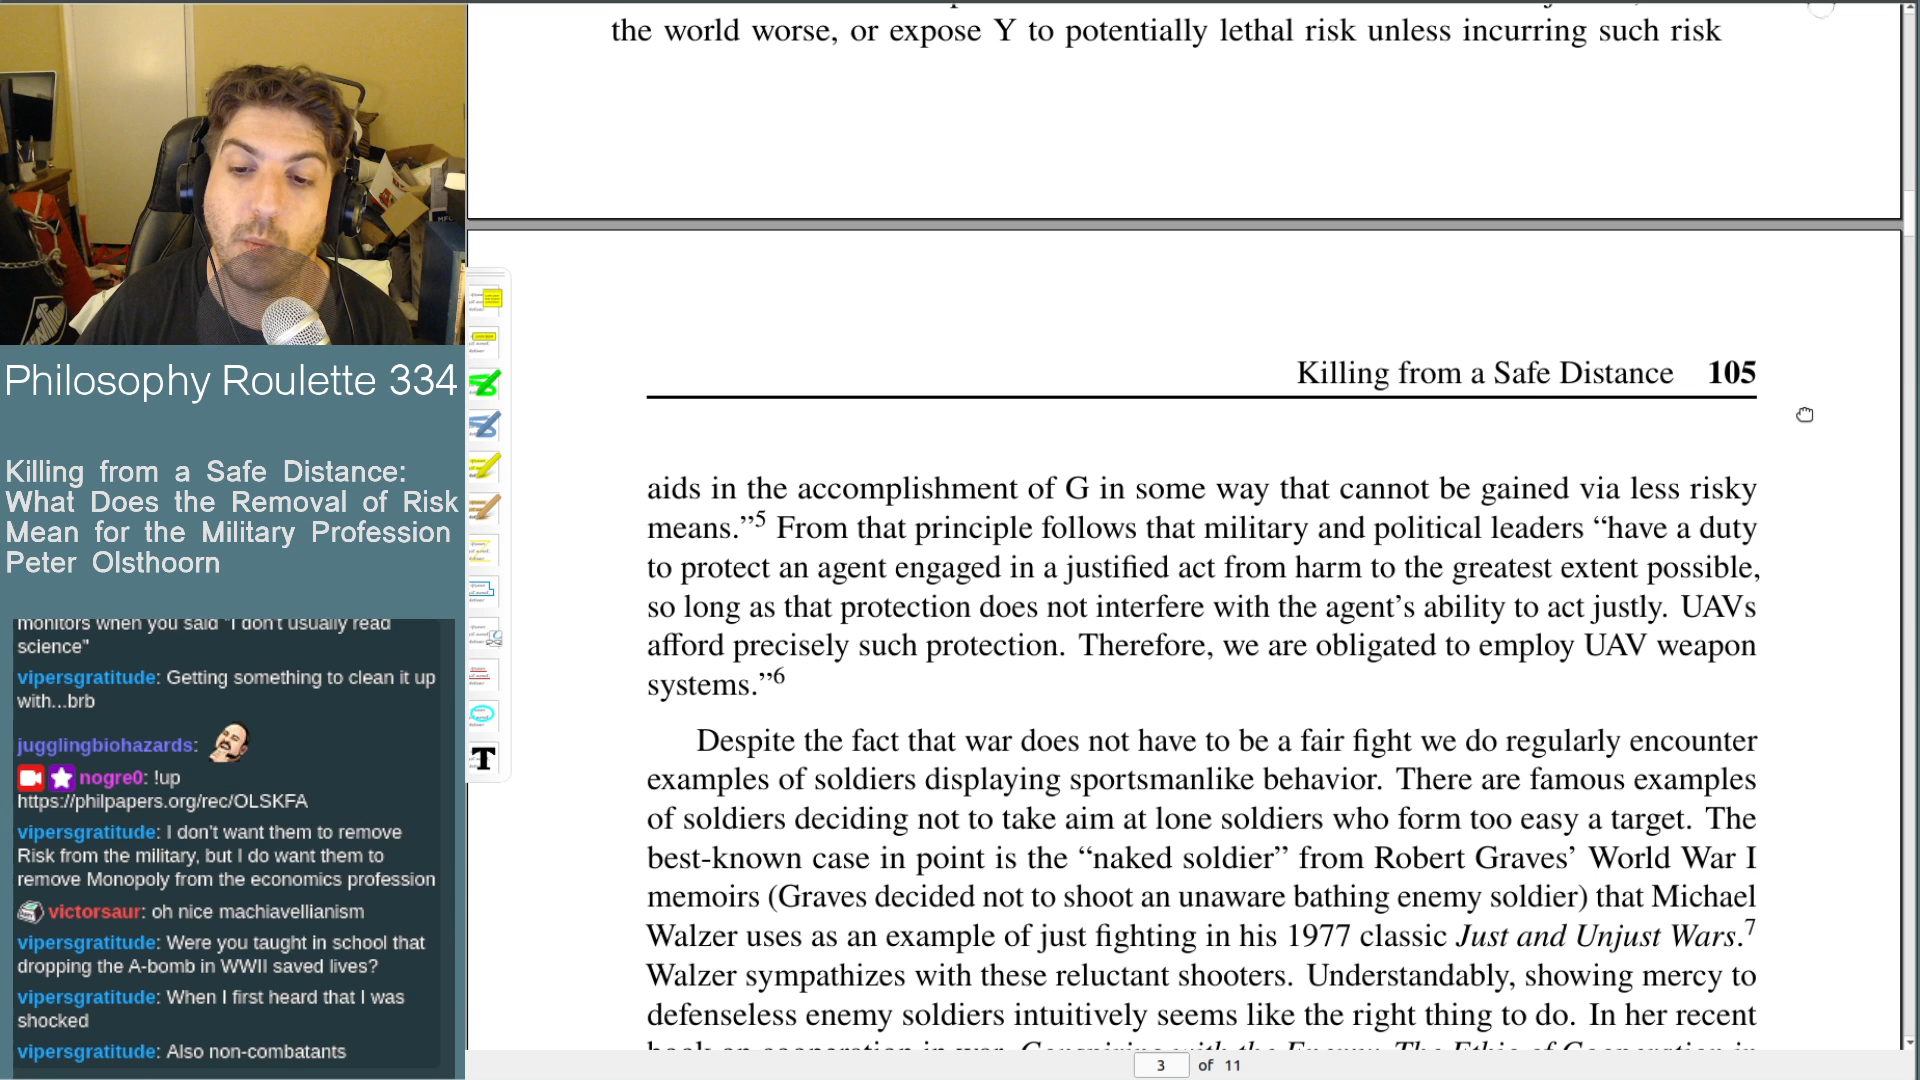 the world worse, or expose Y to potentially lethal risk unless incurring such risk
Killing from a Safe Distance 105
aids in the accomplishment of G in some way that cannot be gained via less risky
means.”5 From that principle follows that military and political leaders “have a duty
to protect an agent engaged in a justified act from harm to the greatest extent possible,
so long as that protection does not interfere with the agent’s ability to act justly. UAVs
afford precisely such protection. Therefore, we are obligated to employ UAV weapon
systems.”6
Despite the fact that war does not have to be a fair fight we do regularly encounter
examples of soldiers displaying sportsmanlike behavior. There are famous examples
of soldiers deciding not to take aim at lone soldiers who form too easy a target. The
best-known case in point is the “naked soldier” from Robert Graves’ World War I
memoirs (Graves decided not to shoot an unaware bathing enemy soldier) that Michael
Walzer uses as an example of just fighting in his 1977 classic Just and Unjust Wars.7
Walzer sympathizes with these reluctant shooters. Understandably, showing mercy to
defenseless enemy soldiers intuitively seems like the right thing to do. In her recent
3 of 11
Philosophy Roulette 334
Killing from a Safe Distance:
What Does the Removal of Risk
Mean for the Military Profession
Peter Olsthoorn
monitors when you said "I don't usually read
science"
vipersgratitude: Getting something to clean it up
with...brb
jugglingbiohazards:
nogre0: !up
https://philpapers.org/rec/OLSKFA
vipersgratitude: I don't want them to remove
Risk from the military, but I do want them to
remove Monopoly from the economics profession
victorsaur: oh nice machiavellianism
vipersgratitude: Were you taught in school that
dropping the A-bomb in WWII saved lives?
vipersgratitude: When I first heard that I was
shocked
vipersgratitude: Also non-combatants
T